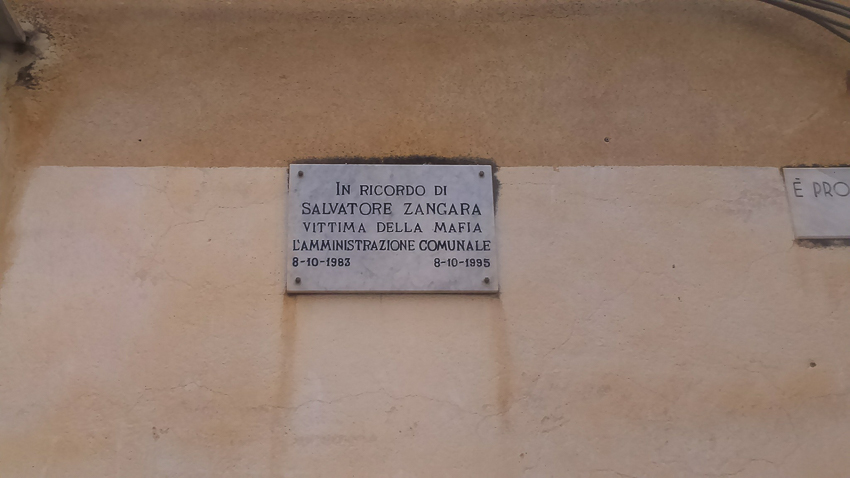 IN RICORDO DI
SALVATORE ZANGARA
VITTIMA DELLA MAFIA
L'AMMINISTRAZIONE COMUNALE
8-10-1983 8-10-1995
È PRO